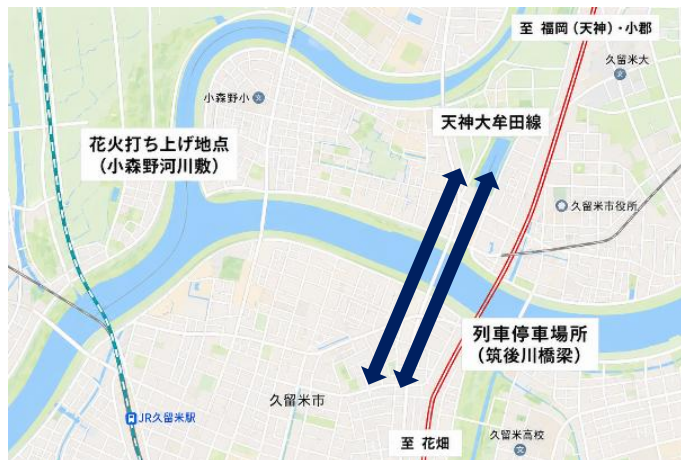 至 福岡(天神)・小郡
久留米大
小森野小
天神大牟田線
花火打ち上げ地点
(小森野河川敷)
久留米市役所
列車停車場所
(筑後川橋梁)
久留米市
JR久留米駅
至 花畑
久留米高校